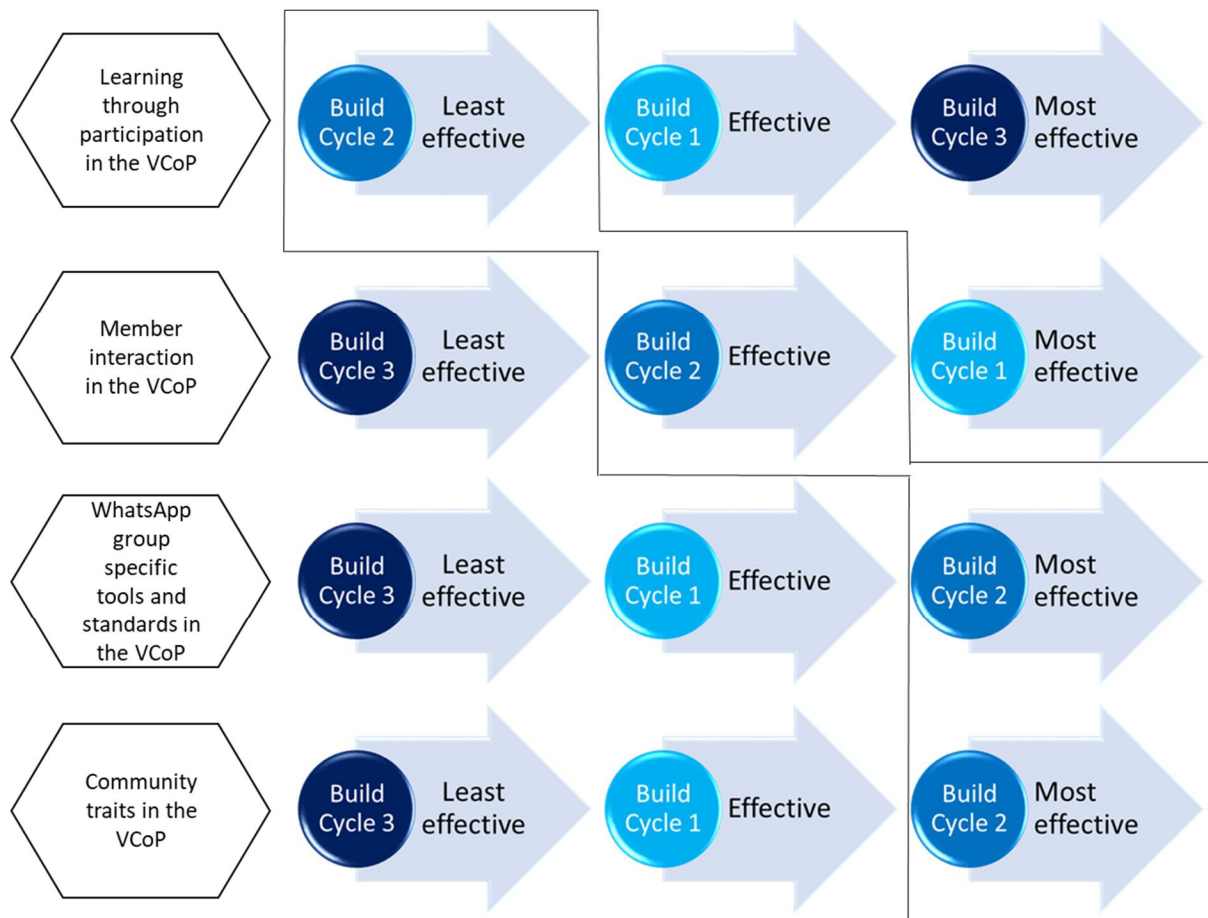 Learning
through
participation
in the VCoP
Build
Cycle 2
Least
effective
Build
Cycle 1
Effective
Build
Cycle 3
Most
effective
Member
interaction
in the VCoP
Build
Cycle 3
Least
effective
Build
Cycle 2
Effective
Build
Cycle 1
Most
effective
WhatsApp
group
specific
tools and
standards in
the VCoP
Build
Cycle 3
Least
effective
Build
Cycle 1
Effective
Build
Cycle 2
Most
effective
Community
traits in the
VCoP
Build
Cycle 3
Least
effective
Build
Cycle 1
Effective
Build
Cycle 2
Most
effective